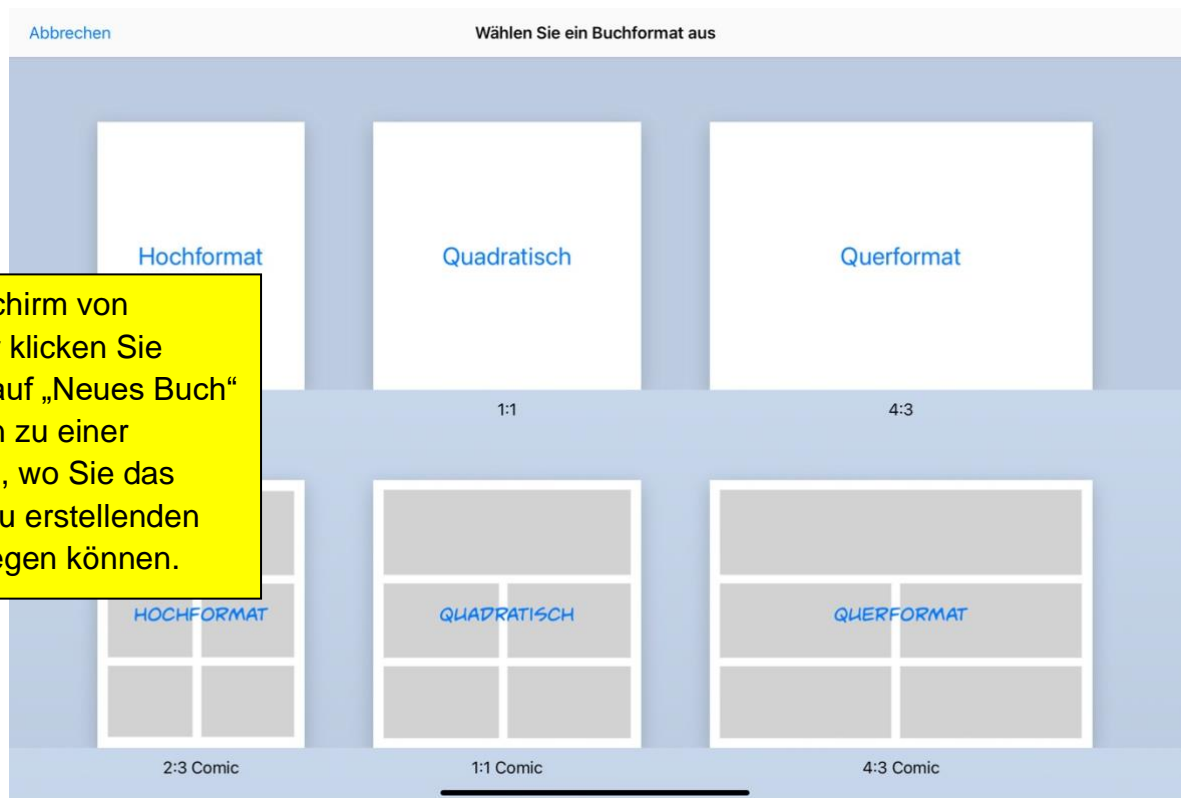 Abbrechen
Wählen Sie ein Buchformat aus
Hochformat
Quadratisch
Querformat
von
klicken Sie
auf „Neues Buch“
zu einer
, wo Sie das
erstellenden
können.
1:1
4:3
HOCHFORMAT
QUADRATISCH
QUERFORMAT
2:3 Comic
1:1 Comic
4:3 Comic